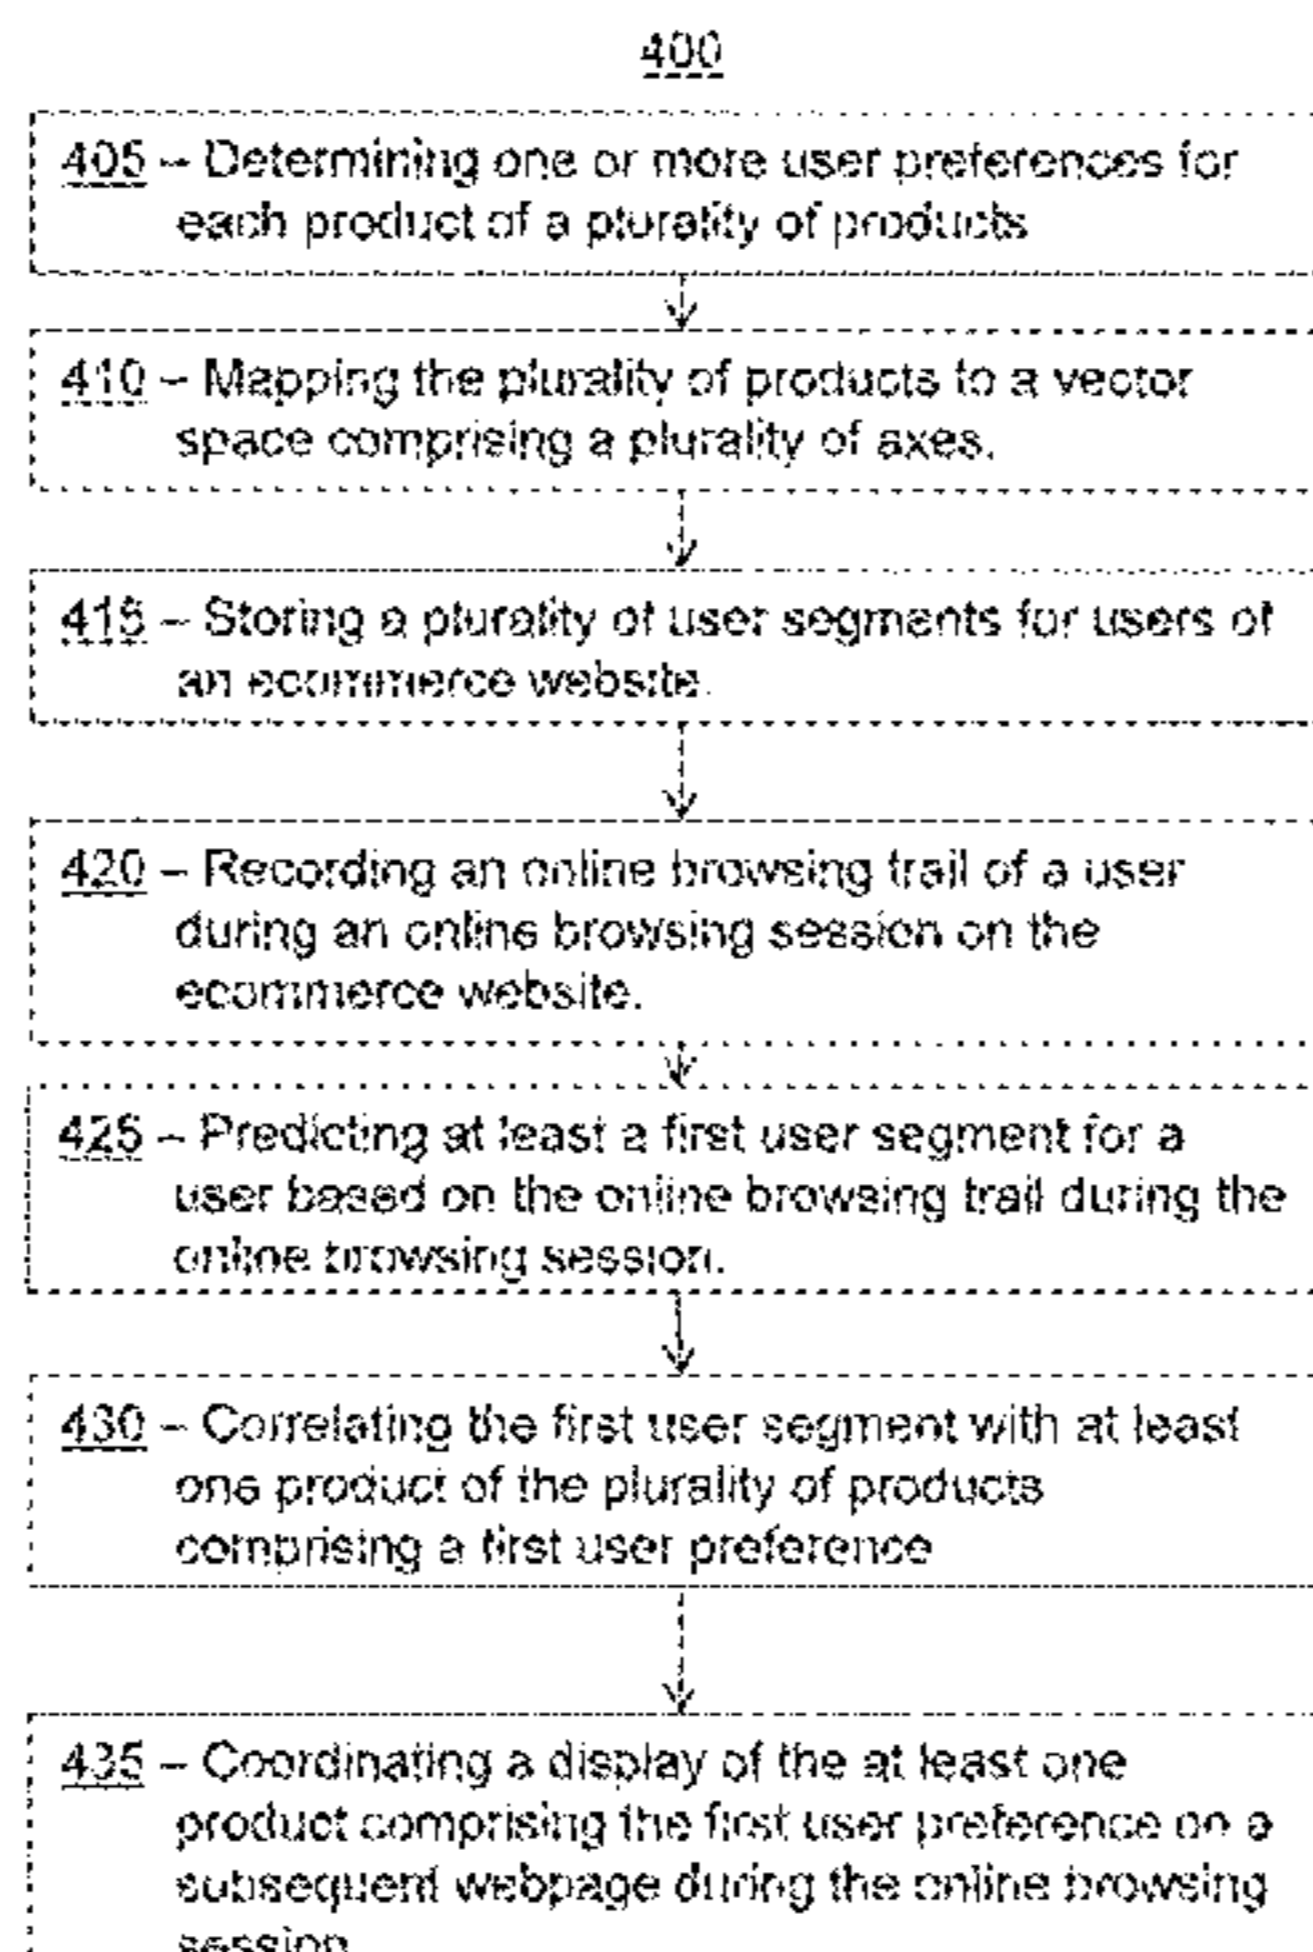 400
405 – Determining one or more user preferences for
each product of a plurality of products
410 – Mapping the plurality of products to a vector
space comprising a plurality of axes.
415 – Storing a plurality of user segments for users of
an ecommerce website.
420 – Recording an online browsing trail of a user
during an online browsing session on the
ecommerce website.
425 – Predicting at least a first user segment for a
user based on the online browsing trail during the
online browsing session.
430 – Correlating the first user segment with at least
one product of the plurality of products
comprising a first user preference
435 – Coordinating a display of the at least one
product comprising the first user preference on a
subsequent webpage during the online browsing
session